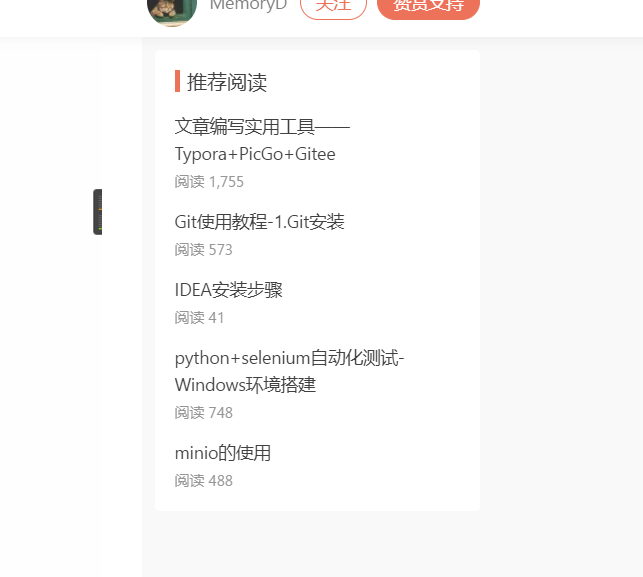 MemoryD 关注 赞赏支持
推荐阅读
文章编写实用工具——
Typora+PicGo+Gitee
阅读 1,755
Git使用教程-1.Git安装
阅读 573
IDEA安装步骤
阅读 41
python+selenium自动化测试-
Windows环境搭建
阅读 748
minio的使用
阅读 488